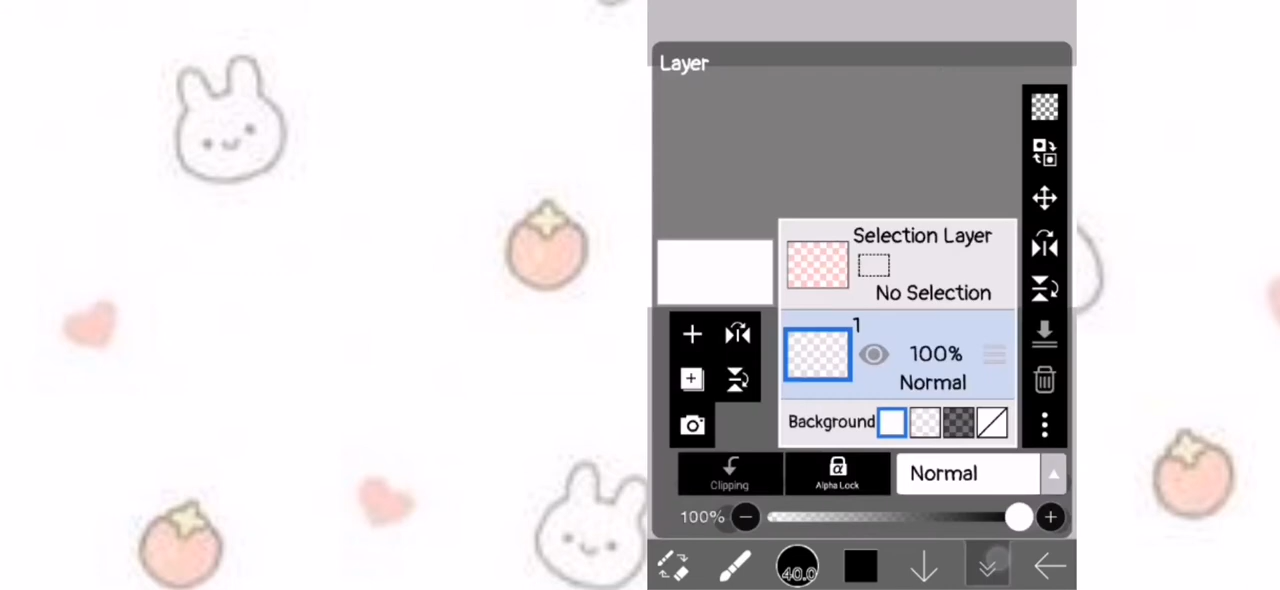 Layer
Selection Layer
No Selection
1
100%
Normal
Background
Clipping
Alpha Lock
Normal
100%
40.0